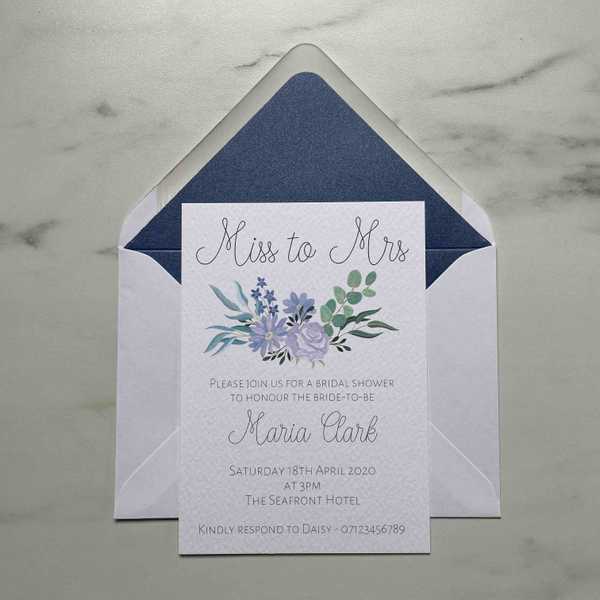 Miss to Mrs
Please join us for a bridal shower
to honour the bride-to-be
Maria Clark
Saturday 18th April 2020
at 3pm
The Seafront Hotel
Kindly respond to Daisy - 07123456789